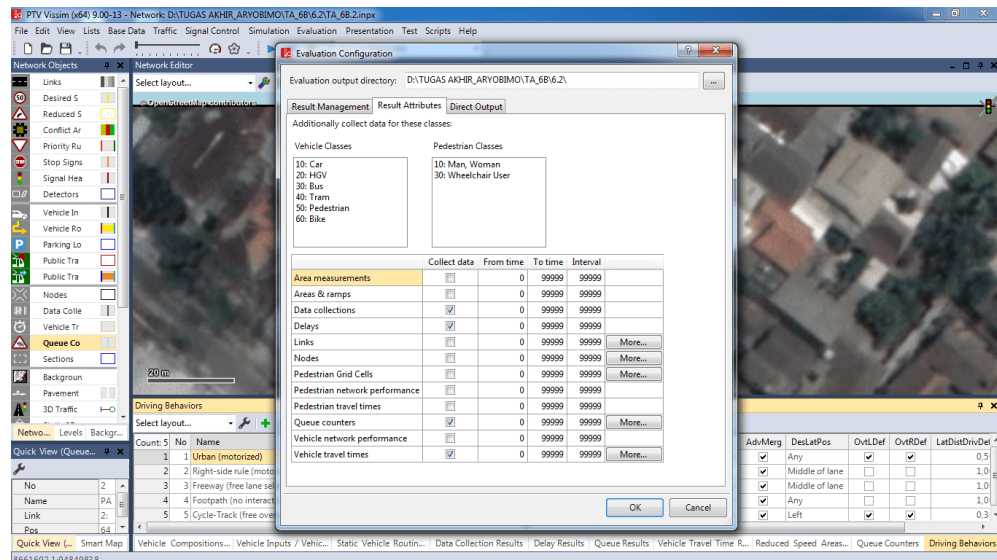 PTV Vissim (x64) 9.00-13 - Network: D:\TUGAS AKHIR_ARYOBIMO\TA_6B\6.2\TA_6B.2.inpx
File Edit View Lists Base Data Traffic Signal Control Simulation Evaluation Presentation Test Scripts Help
Network Objects
Links
Desired S
Reduced S
Conflict Ar
Priority Ru
Stop Signs
Signal Hea
Detectors
Vehicle In
Vehicle Ro
Parking Lo
Public Tra
Public Tra
Nodes
Data Colle
Vehicle Tr
Queue Co
Sections
Backgroun
Pavement
3D Traffic
Netwo... Levels Backgr...
Quick View (Queue...
No 2
Name PA
Link 2:
Pos 64
Quick View (... Smart Map
Network Editor
Select layout...
© OpenStreetMap contributors
20 m
Evaluation Configuration
Evaluation output directory: D:\TUGAS AKHIR_ARYOBIMO\TA_6B\6.2\
...
Result Management Result Attributes Direct Output
Additionally collect data for these classes:
Vehicle Classes Pedestrian Classes
10: Car
20: HGV
30: Bus
40: Tram
50: Pedestrian
60: Bike
10: Man, Woman
30: Wheelchair User
Collect data From time To time Interval
Area measurements 0 99999 99999
Areas & ramps 0 99999 99999
Data collections 0 99999 99999
Delays 0 99999 99999
Links 0 99999 99999 More...
Nodes 0 99999 99999 More...
Pedestrian Grid Cells 0 99999 99999 More...
Pedestrian network performance 0 99999 99999
Pedestrian travel times 0 99999 99999
Queue counters 0 99999 99999 More...
Vehicle network performance 0 99999 99999
Vehicle travel times 0 99999 99999 More...
OK Cancel
Driving Behaviors
Select layout...
Count: 5 No Name AdvMerg DesLatPos OvtLDef OvtRDef LatDistDrivDef
1 1 Urban (motorized) Any 0,5
2 2 Right-side rule (moto Middle of lane 1,0
3 3 Freeway (free lane sel Middle of lane 1,0
4 4 Footpath (no interact Any 1,0
5 5 Cycle-Track (free over Left 0,3
Vehicle Compositions... Vehicle Inputs / Vehic... Static Vehicle Routin... Data Collection Results Delay Results Queue Results Vehicle Travel Time R... Reduced Speed Areas... Queue Counters Driving Behaviors